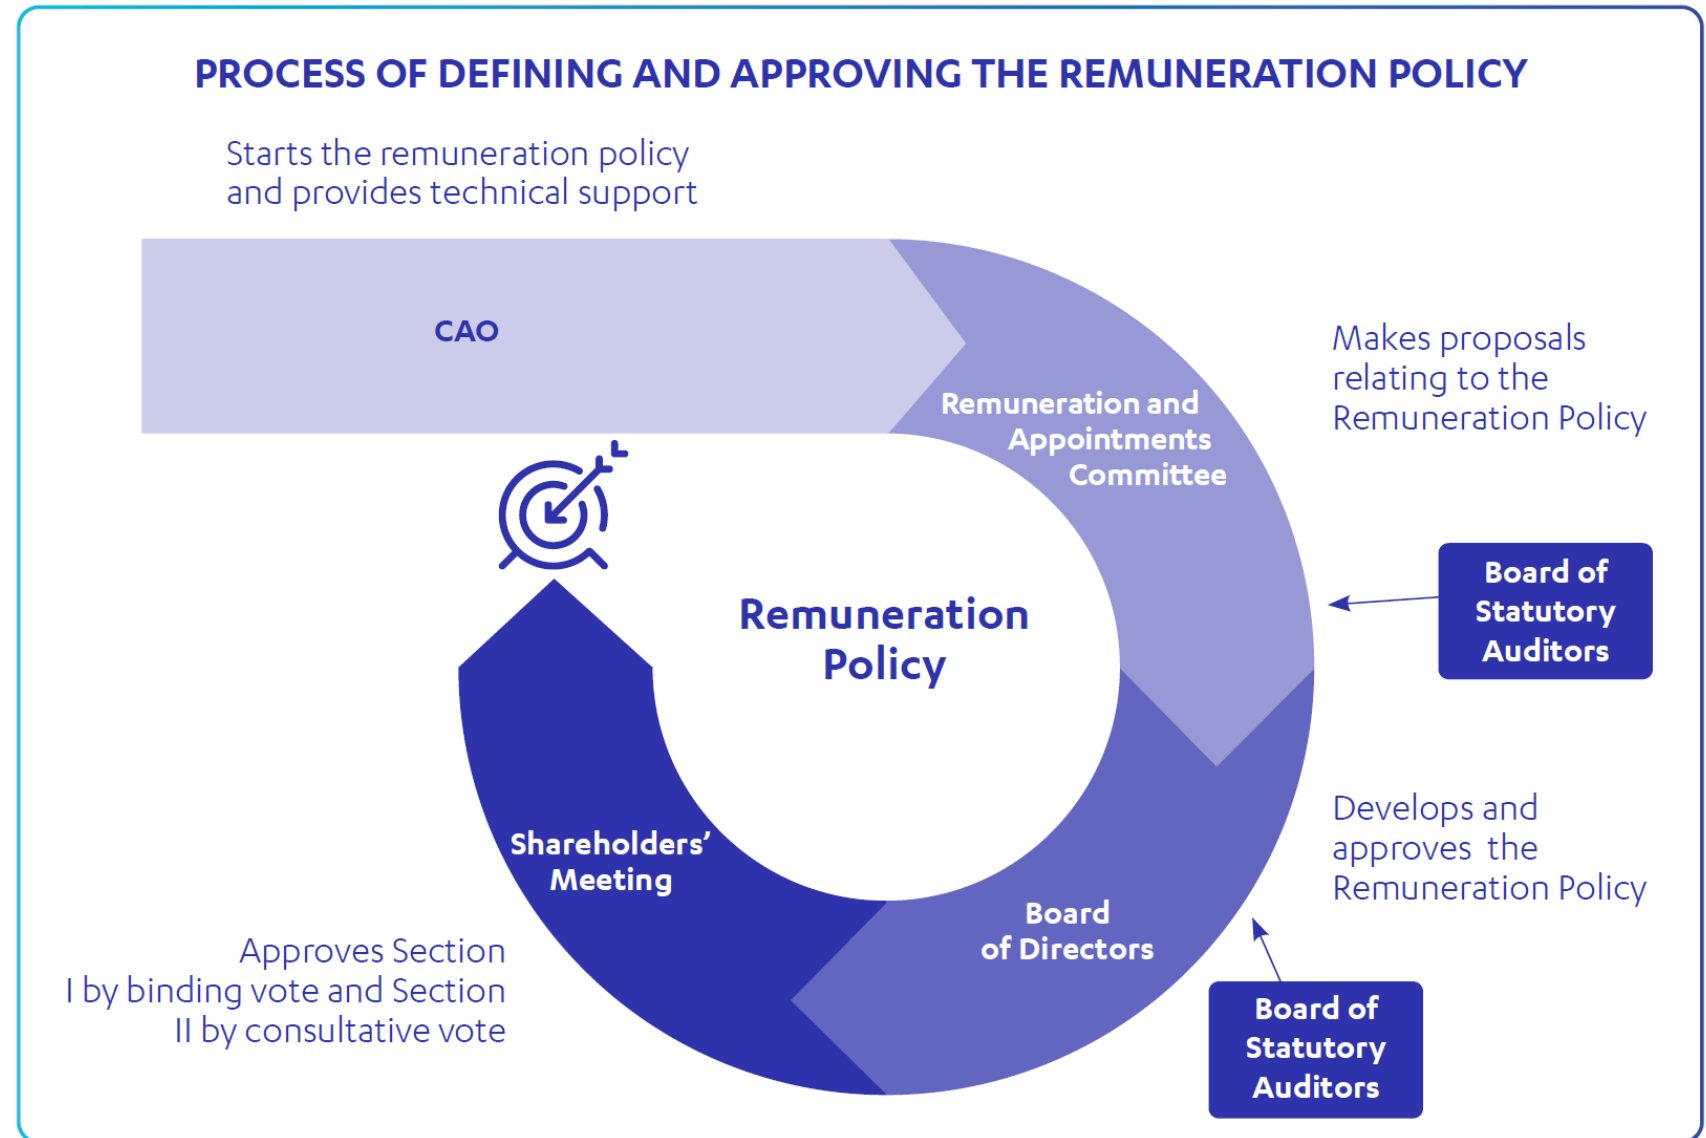 PROCESS OF DEFINING AND APPROVING THE REMUNERATION POLICY
Starts the remuneration policy
and provides technical support
CAO
Remuneration and
Appointments
Committee
Makes proposals
relating to the
Remuneration Policy
Board of
Statutory
Auditors
Remuneration
Policy
Develops and
approves the
Remuneration Policy
Board
of Directors
Board of
Statutory
Auditors
Shareholders’
Meeting
Approves Section
I by binding vote and Section
II by consultative vote